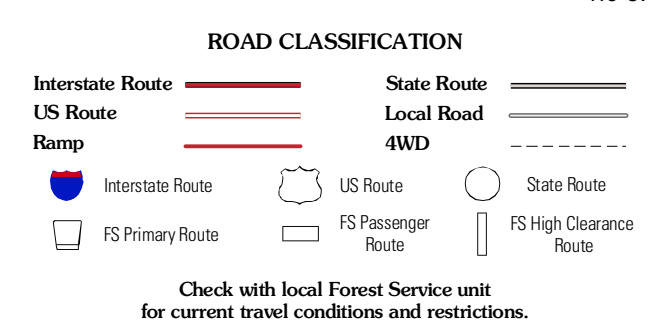 ROAD CLASSIFICATION
Interstate Route
State Route
US Route
Local Road
Ramp
4WD
Interstate Route
US Route
State Route
FS Primary Route
FS Passenger
Route
FS High Clearance
Route
Check with local Forest Service unit
for current travel conditions and restrictions.